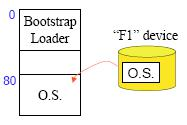 0
Bootstrap
Loader
“F1” device
O.S.
80
O.S.